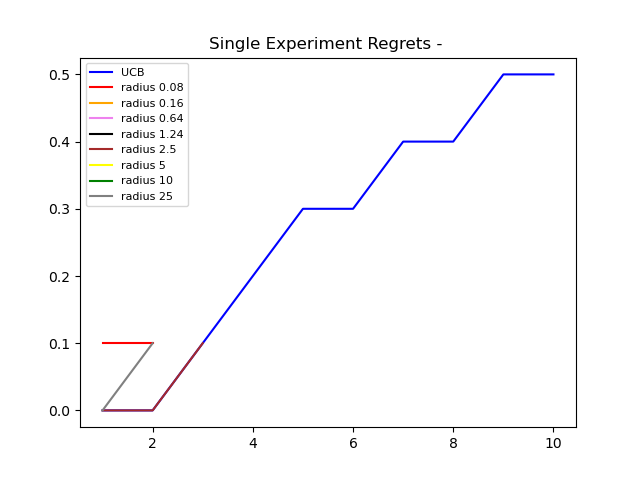 Single Experiment Regrets -
UCB
radius 0.08
radius 0.16
radius 0.64
radius 1.24
radius 2.5
radius 5
radius 10
radius 25
0.5
0.4
0.3
0.2
0.1
0.0
2 4 6 8 10